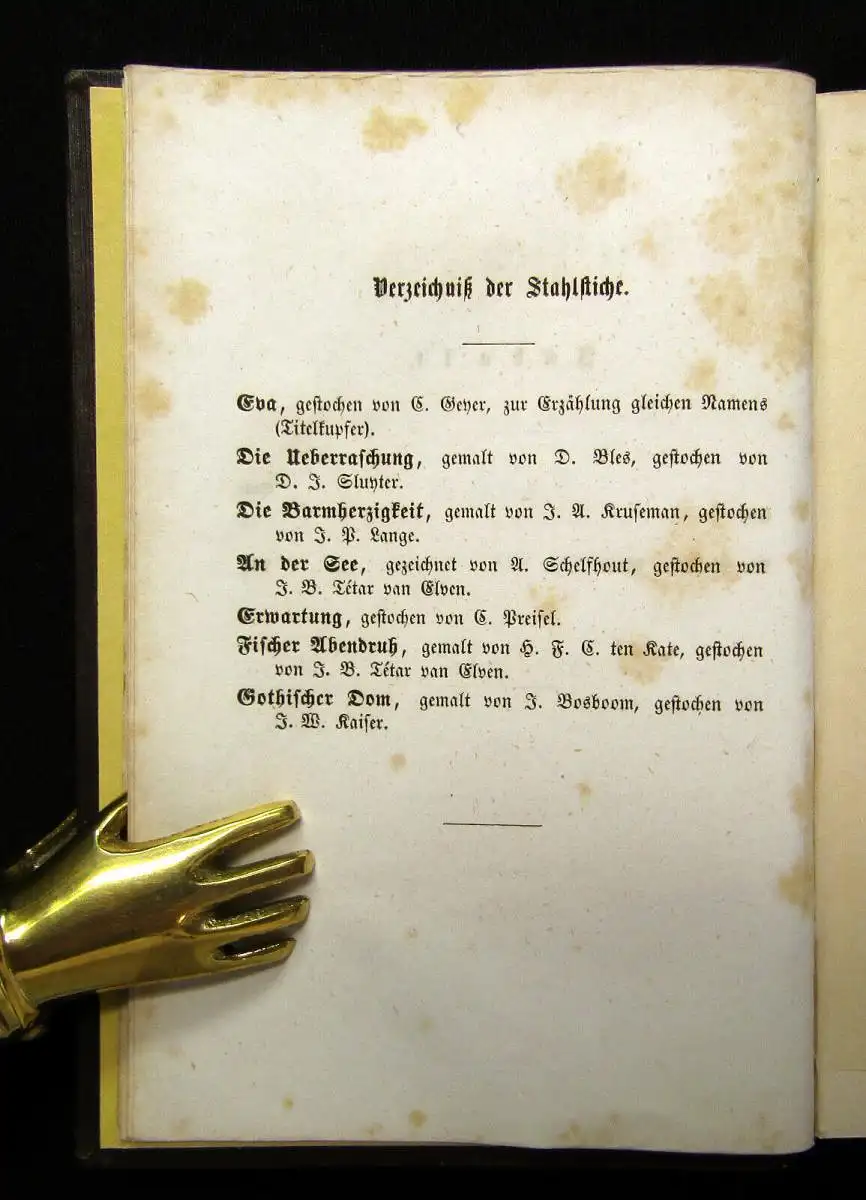 Verzeichniß der Stahlstiche.
Eva, gestochen von C. Geyer, zur Erzählung gleichen Namens
(Titelkupfer).
Die Ueberraschung, gemalt von D. Bles, gestochen von
D. J. Sluyter.
Die Barmherzigkeit, gemalt von J. A. Kruseman, gestochen
von J. P. Lange.
An der See, gezeichnet von A. Schelfhout, gestochen von
J. B. Tétar van Elven.
Erwartung, gestochen von C. Preisel.
Fischer Abendruh, gemalt von H. F. C. ten Kate, gestochen
von J. B. Tétar van Elven.
Gothischer Dom, gemalt von J. Bosboom, gestochen von
J. W. Kaiser.